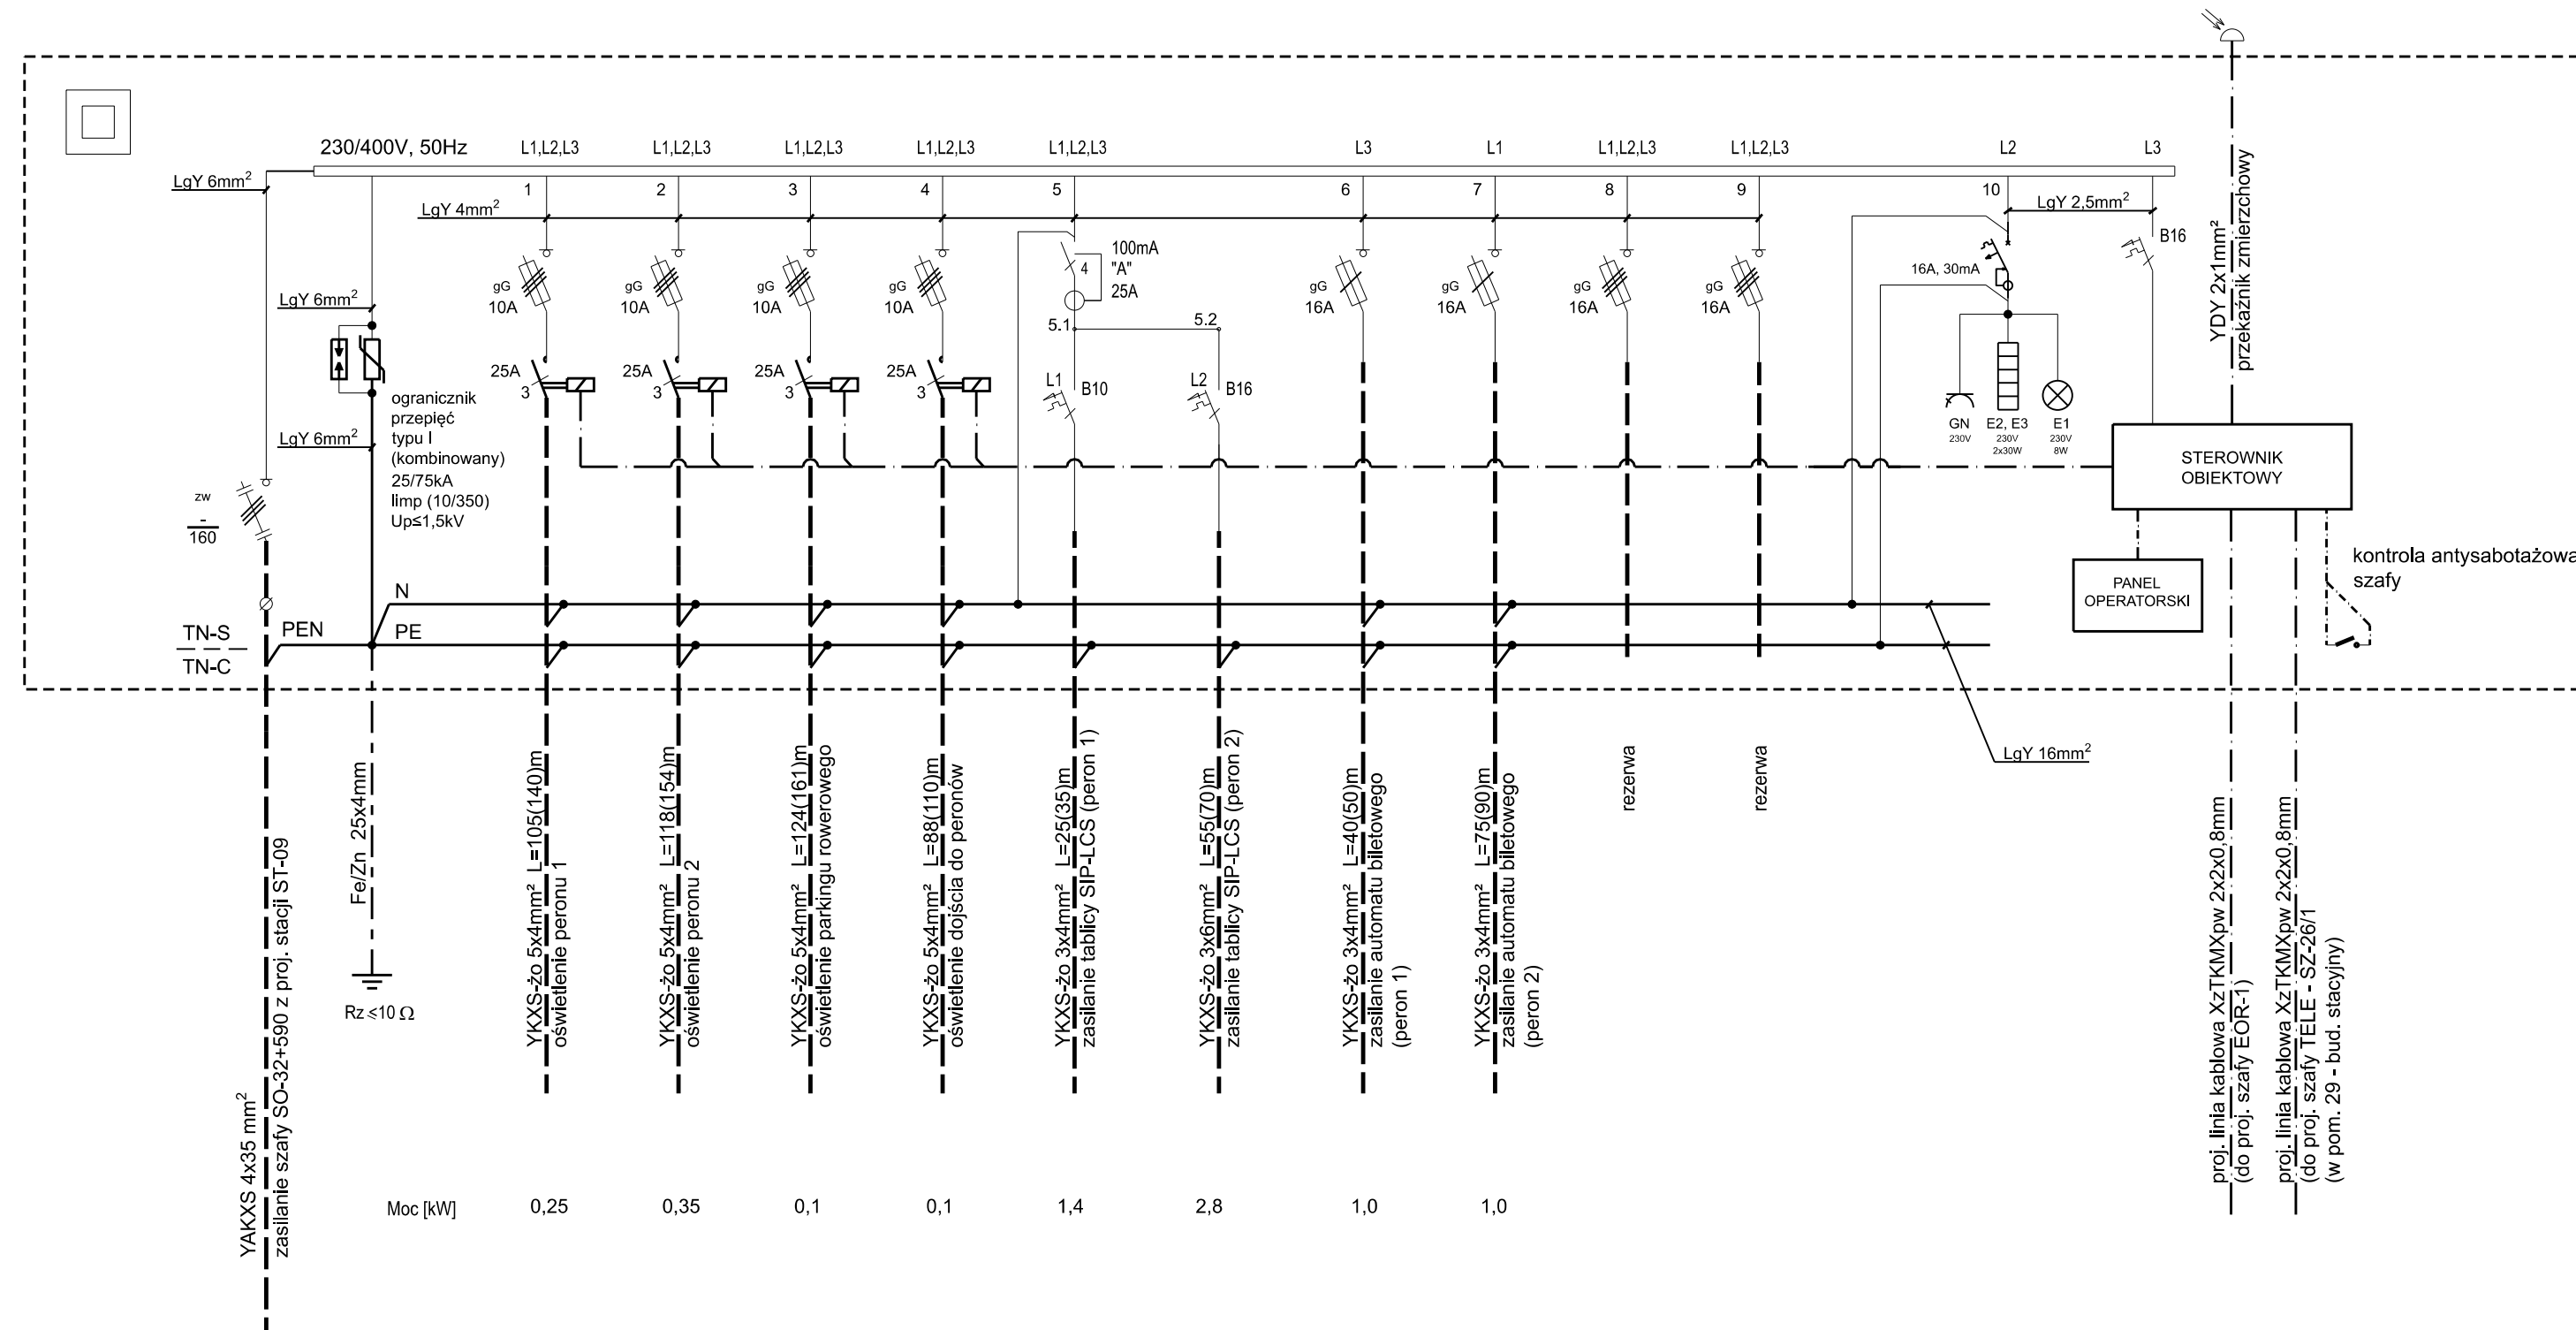 230/400V, 50Hz
L1,L2,L3
L1,L2,L3
L1,L2,L3
L1,L2,L3
L1,L2,L3
L3
L1
L1,L2,L3
L1,L2,L3
L2
L3
LgY 6mm²
1
2
3
4
5
6
7
8
9
10
LgY 4mm²
LgY 2,5mm²
LgY 6mm²
gG
10A
gG
10A
gG
10A
gG
10A
4
100mA
"A"
25A
gG
16A
gG
16A
gG
16A
gG
16A
16A, 30mA
B16
YDY 2x1mm²
przekaźnik zmierzchowy
5.1
5.2
25A
3
25A
3
25A
3
25A
3
L1
B10
L2
B16
GN
230V
E2, E3
230V
2x30W
E1
230V
8W
LgY 6mm²
ogranicznik
przepięć
typu I
(kombinowany)
25/75kA
Iimp (10/350)
Up≤1,5kV
zw
-
160
STEROWNIK
OBIEKTOWY
PANEL
OPERATORSKI
kontrola antysabotażowa
szafy
N
PE
PEN
TN-S
TN-C
LgY 16mm²
YAKXS 4x35 mm²
zasilanie szafy SO-32+590 z proj. stacji ST-09
Fe/Zn 25x4mm
Rz ≤10 Ω
YKXS-żo 5x4mm² L=105(140)m
oświetlenie peronu 1
YKXS-żo 5x4mm² L=118(154)m
oświetlenie peronu 2
YKXS-żo 5x4mm² L=124(161)m
oświetlenie parkingu rowerowego
YKXS-żo 5x4mm² L=88(110)m
oświetlenie dojścia do peronów
YKXS-żo 3x4mm² L=25(35)m
zasilanie tablicy SIP-LCS (peron 1)
YKXS-żo 3x6mm² L=55(70)m
zasilanie tablicy SIP-LCS (peron 2)
YKXS-żo 3x4mm² L=40(50)m
zasilanie automatu biletowego
(peron 1)
YKXS-żo 3x4mm² L=75(90)m
zasilanie automatu biletowego
(peron 2)
rezerwa
rezerwa
proj. linia kablowa XzTKMXpw 2x2x0,8mm
(do proj. szafy EOR-1)
proj. linia kablowa XzTKMXpw 2x2x0,8mm
(do proj. szafy TELE - SZ-26/1
(w pom. 29 - bud. stacyjny)
Moc [kW]
0,25
0,35
0,1
0,1
1,4
2,8
1,0
1,0